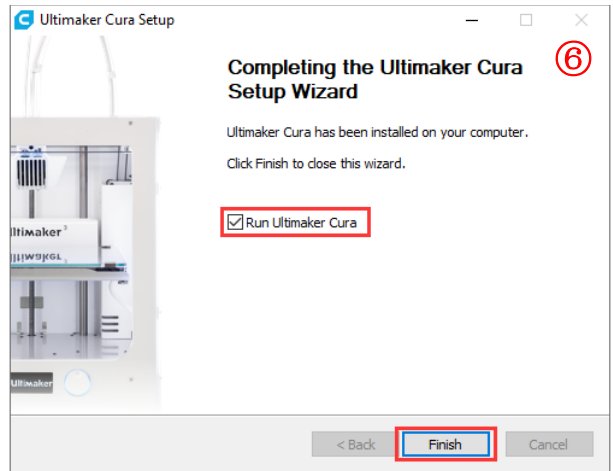 Ultimaker Cura Setup
⑥
Completing the Ultimaker Cura
Setup Wizard
Ultimaker Cura has been installed on your computer.
Click Finish to close this wizard.
Run Ultimaker Cura
ltimaker³
Ultimaker
< Back
Finish
Cancel